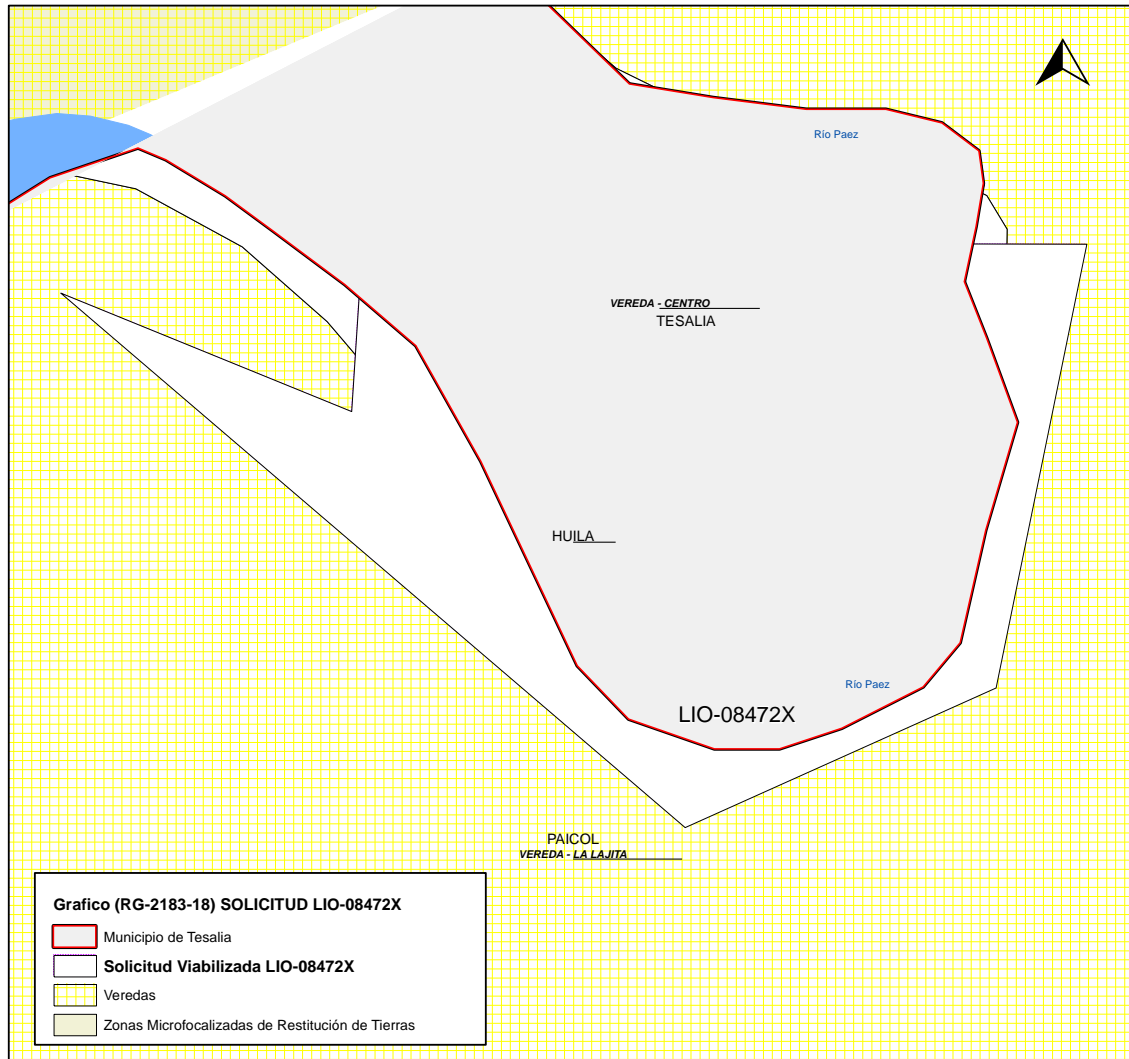 Río Paez
VEREDA - CENTRO
TESALIA
HUILA
Río Paez
LIO-08472X
PAICOL
VEREDA - LA LAJITA
Grafico (RG-2183-18) SOLICITUD LIO-08472X
Municipio de Tesalia
Solicitud Viabilizada LIO-08472X
Veredas
Zonas Microfocalizadas de Restitución de Tierras